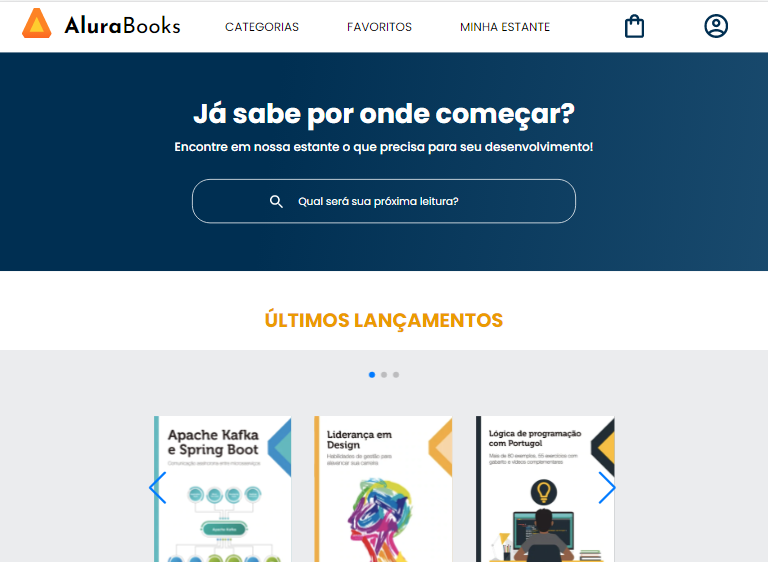 AluraBooks
CATEGORIAS
FAVORITOS
MINHA ESTANTE
Já sabe por onde começar?
Encontre em nossa estante o que precisa para seu desenvolvimento!
Qual será sua próxima leitura?
ÚLTIMOS LANÇAMENTOS
Apache Kafka
e Spring Boot
Comunicação assíncrona entre microsserviços
Liderança em
Design
Habilidades de gestão para
alavancar sua carreira
Lógica de programação
com Portugol
Mais de 80 exemplos, 55 exercícios com
gabarito e vídeos complementares
Apache Kafka